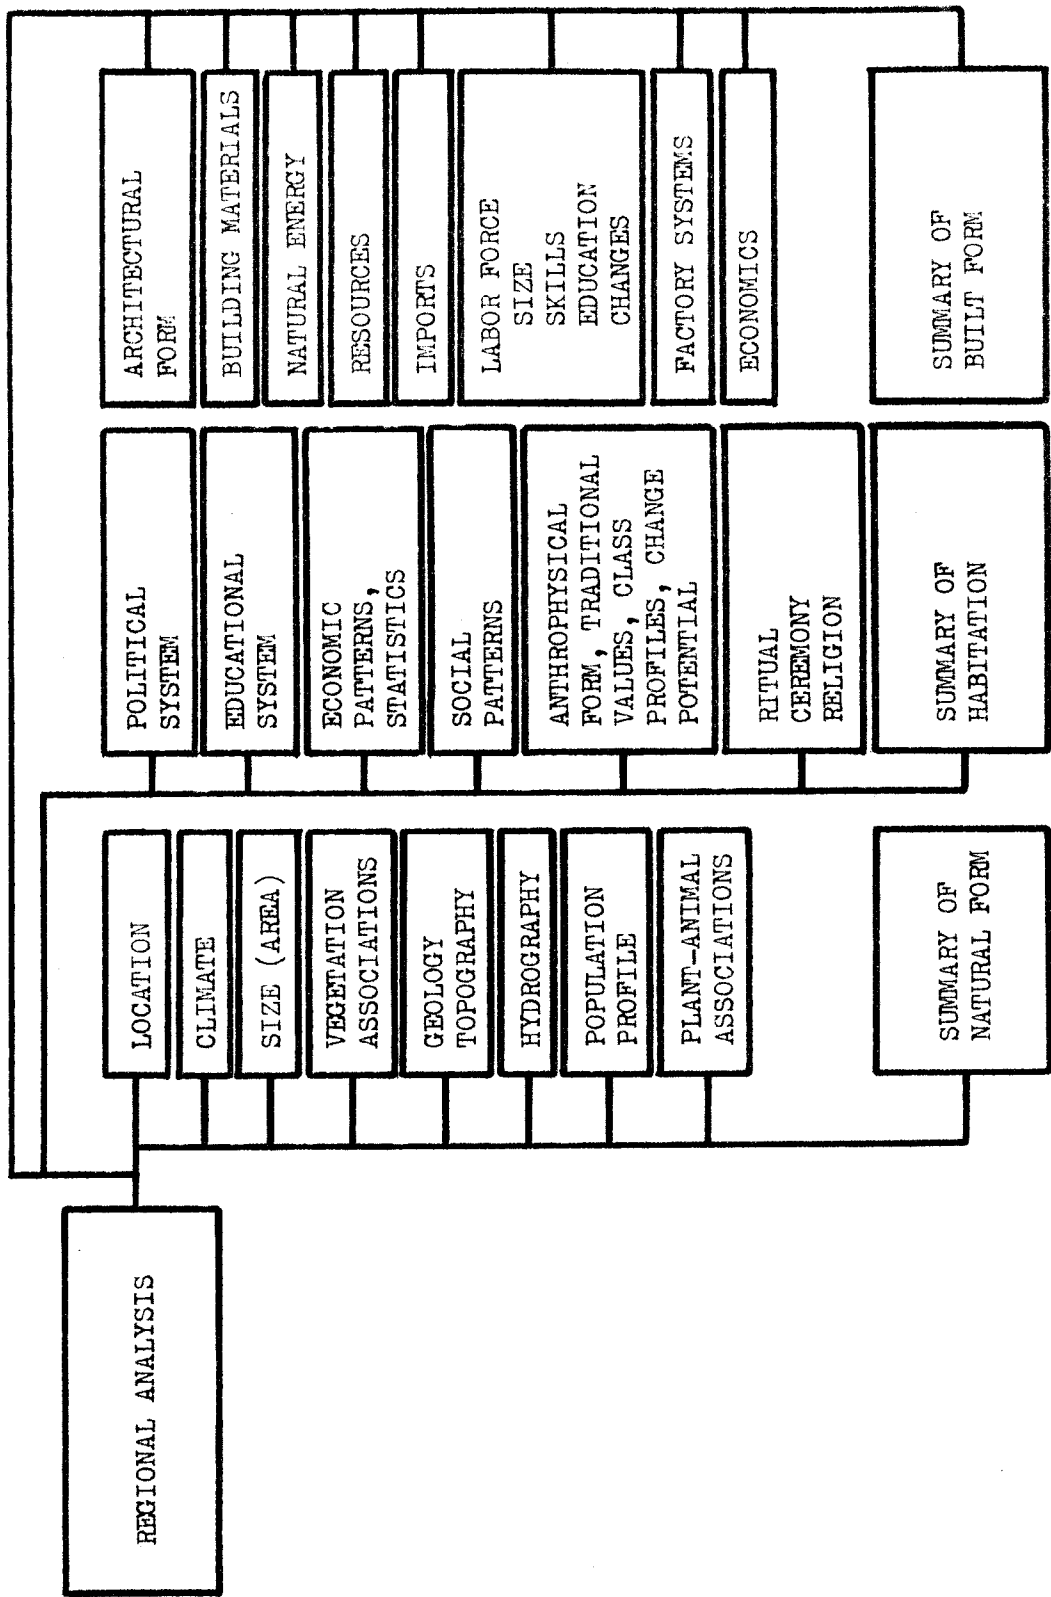 REGIONAL ANALYSIS
LOCATION
CLIMATE
SIZE (AREA)
VEGETATION
ASSOCIATIONS
GEOLOGY
TOPOGRAPHY
HYDROGRAPHY
POPULATION
PROFILE
PLANT-ANIMAL
ASSOCIATIONS
SUMMARY OF
NATURAL FORM
POLITICAL
SYSTEM
EDUCATIONAL
SYSTEM
ECONOMIC
PATTERNS,
STATISTICS
SOCIAL
PATTERNS
ANTHROPHYSICAL
FORM, TRADITIONAL
VALUES, CLASS
PROFILES, CHANGE
POTENTIAL
RITUAL
CEREMONY
RELIGION
SUMMARY OF
HABITATION
ARCHITECTURAL
FORM
BUILDING MATERIALS
NATURAL ENERGY
RESOURCES
IMPORTS
LABOR FORCE
SIZE
SKILLS
EDUCATION
CHANGES
FACTORY SYSTEMS
ECONOMICS
SUMMARY OF
BUILT FORM